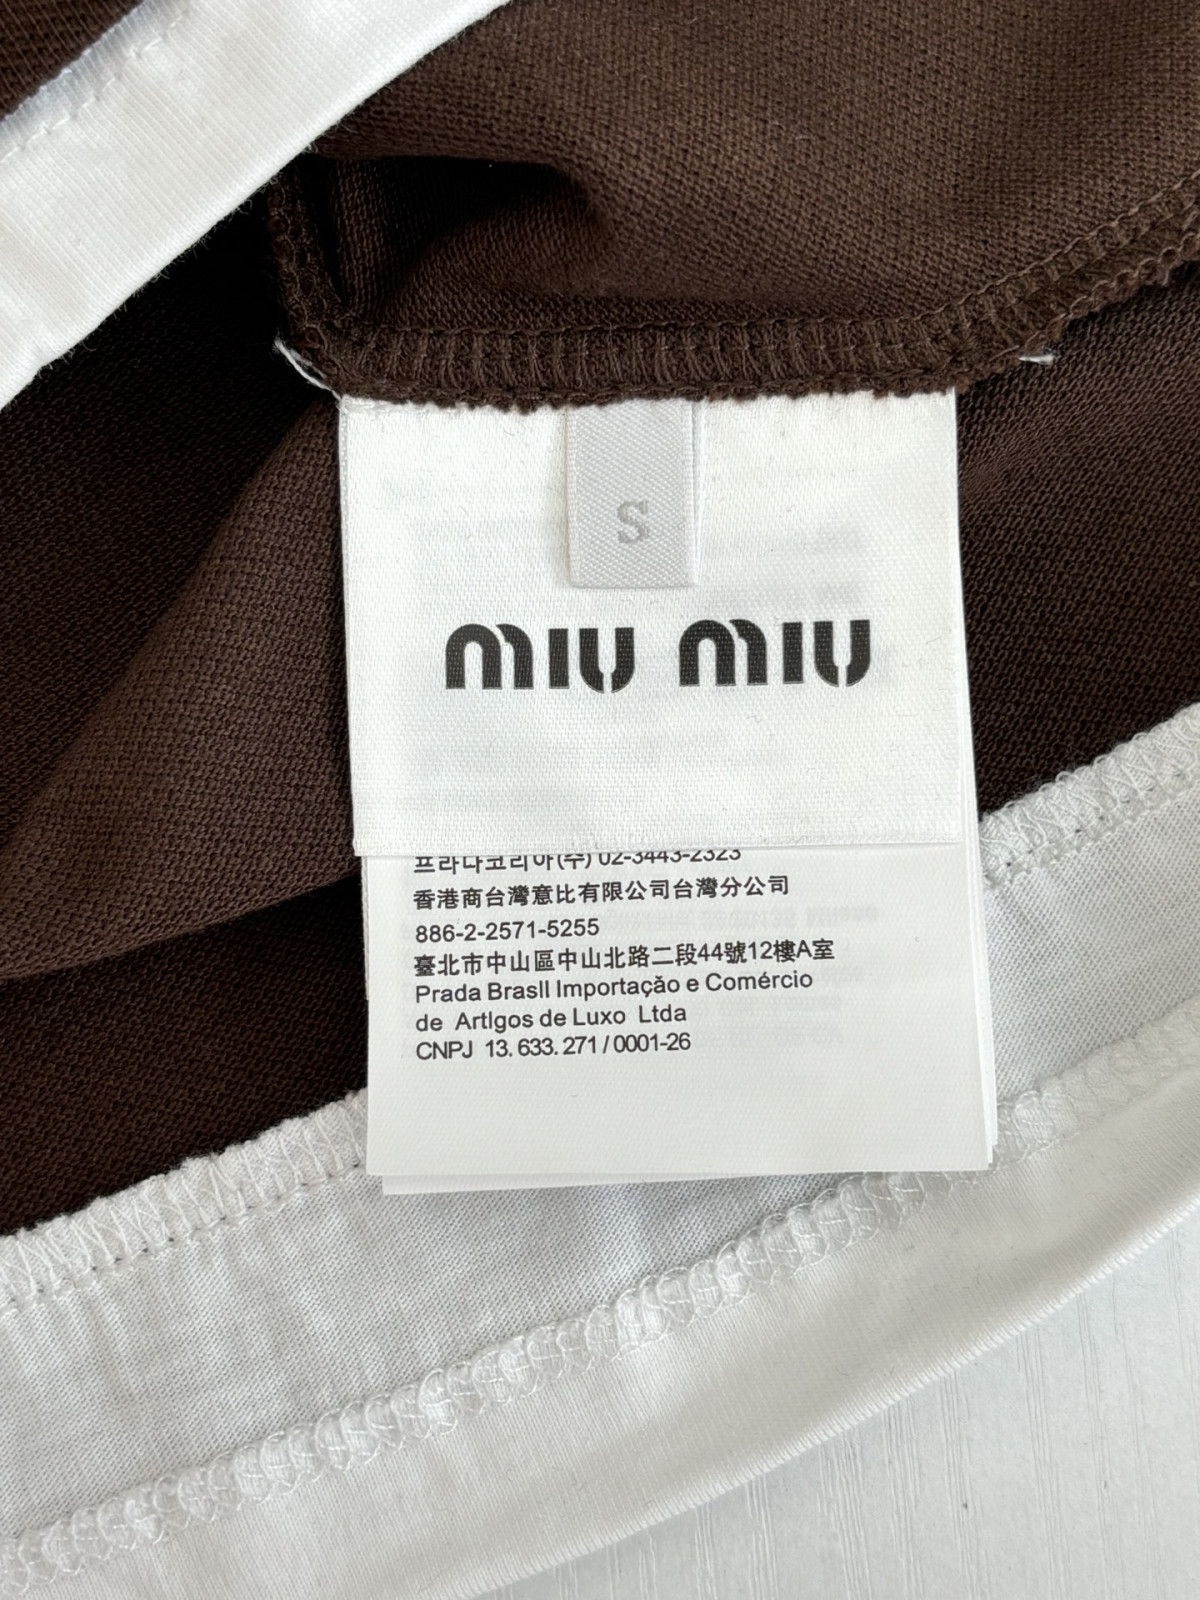 S
MIU MIU
프라다코리아(주) 02-3443-2323
香港商台灣意比有限公司台灣分公司
886-2-2571-5255
臺北市中山區中山北路二段44號12樓A室
Prada Brasll Importação e Comércio
de Artlgos de Luxo Ltda
CNPJ 13. 633. 271 / 0001-26